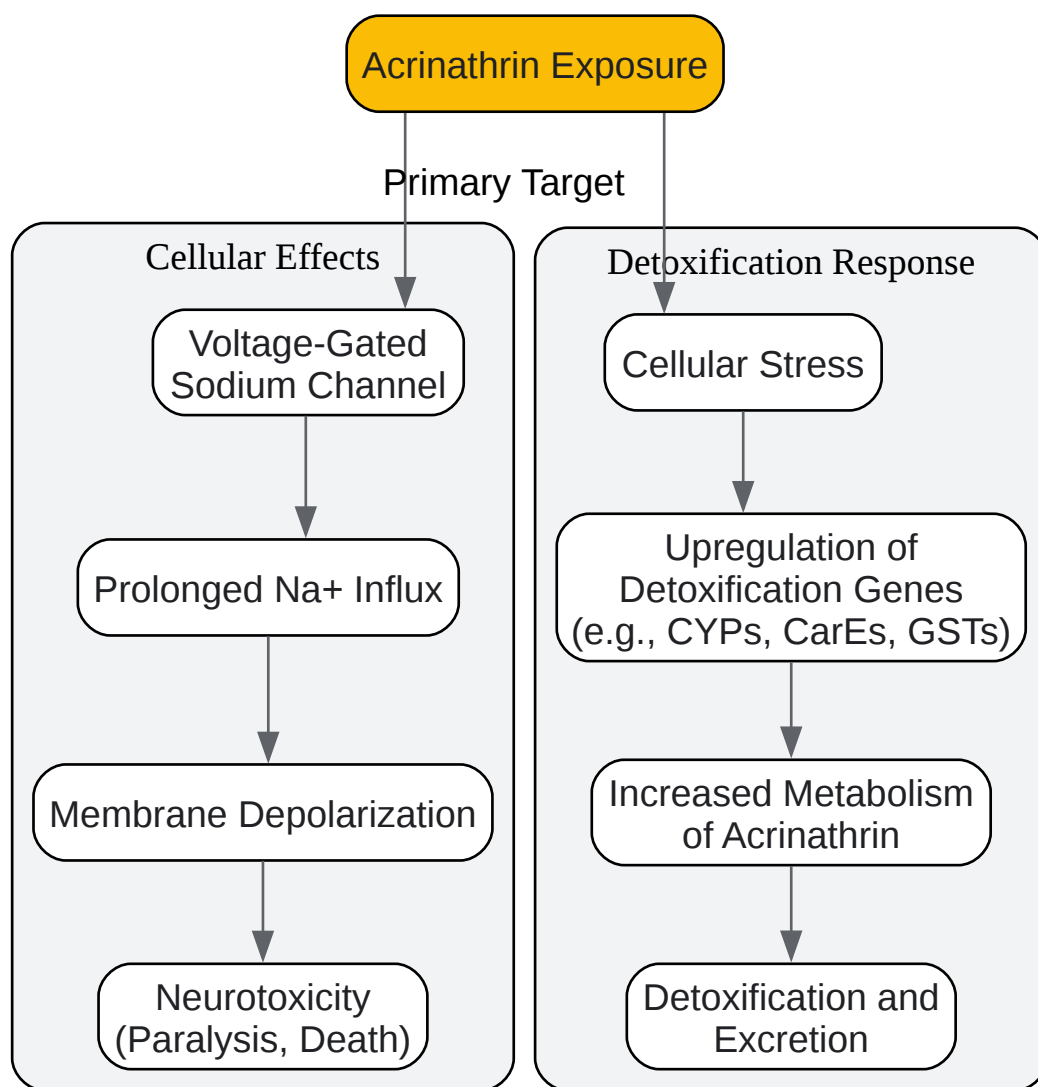 Acrinathrin Exposure
Primary Target
Cellular Effects
Voltage-Gated
Sodium Channel
Prolonged Na+ Influx
Membrane Depolarization
Neurotoxicity
(Paralysis, Death)
Detoxification Response
Cellular Stress
Upregulation of
Detoxification Genes
(e.g., CYPs, CarEs, GSTs)
Increased Metabolism
of Acrinathrin
Detoxification and
Excretion